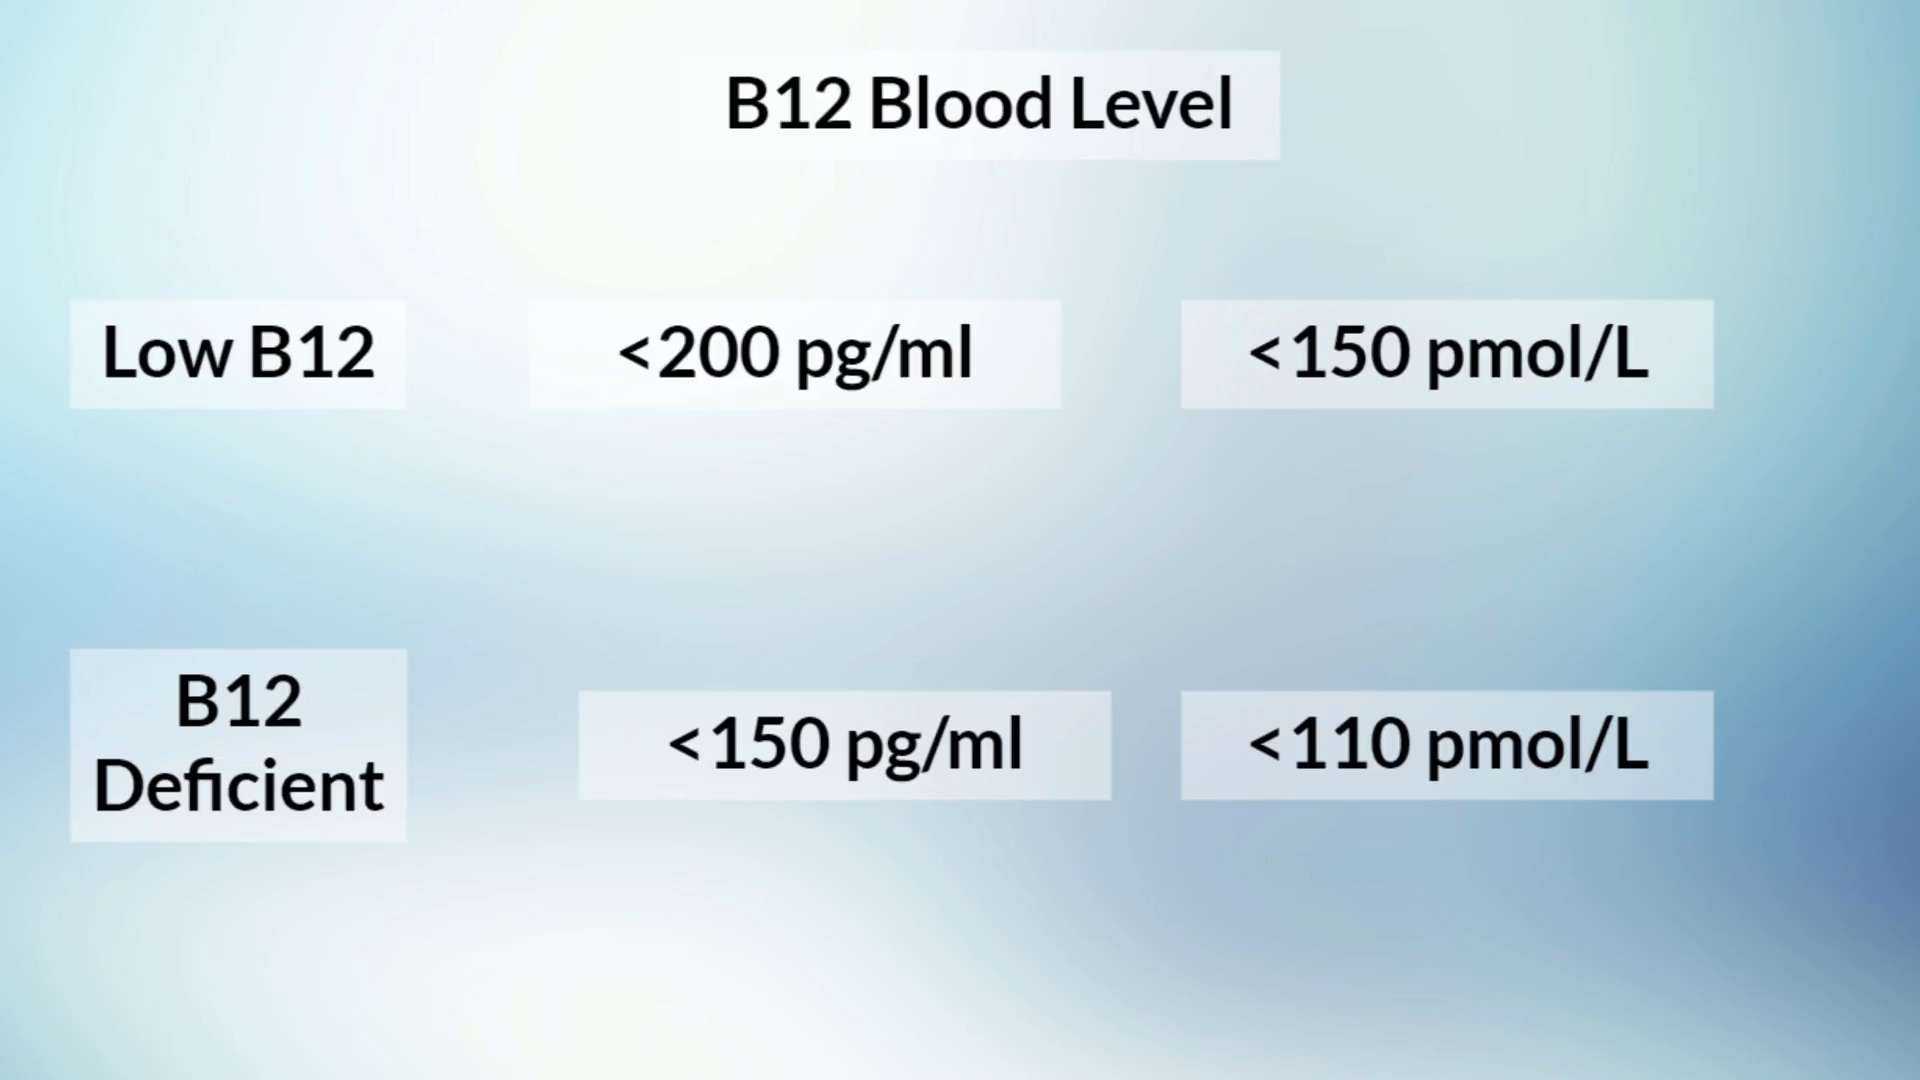 B12 Blood Level
Low B12 <200 pg/ml <150 pmol/L
B12
Deficient <150 pg/ml <110 pmol/L